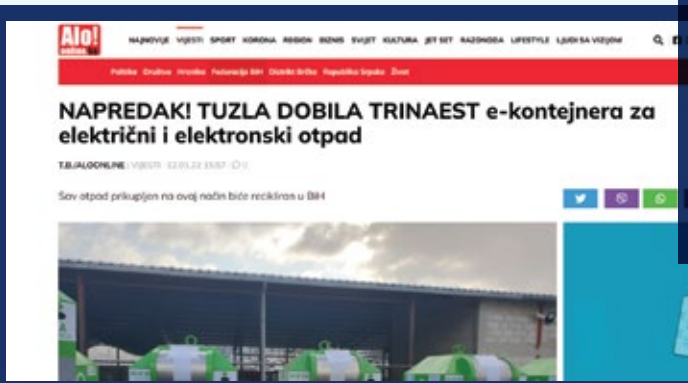 Alo!
online.ba
NAJNOVIJE VIJESTI SPORT KORONA REGION BIZNIS SVIJET KULTURA JET SET RAZONODA LIFESTYLE LJUDI SA VIZIJOM
Politika Društvo Hronika Federacija BiH Distrikt Brčko Republika Srpska Život
NAPREDAK! TUZLA DOBILA TRINAEST e-kontejnera za
električni i elektronski otpad
T.B./ALOONLINE | VIJESTI
Sav otpad prikupljen na ovaj način biće recikliran u BiH